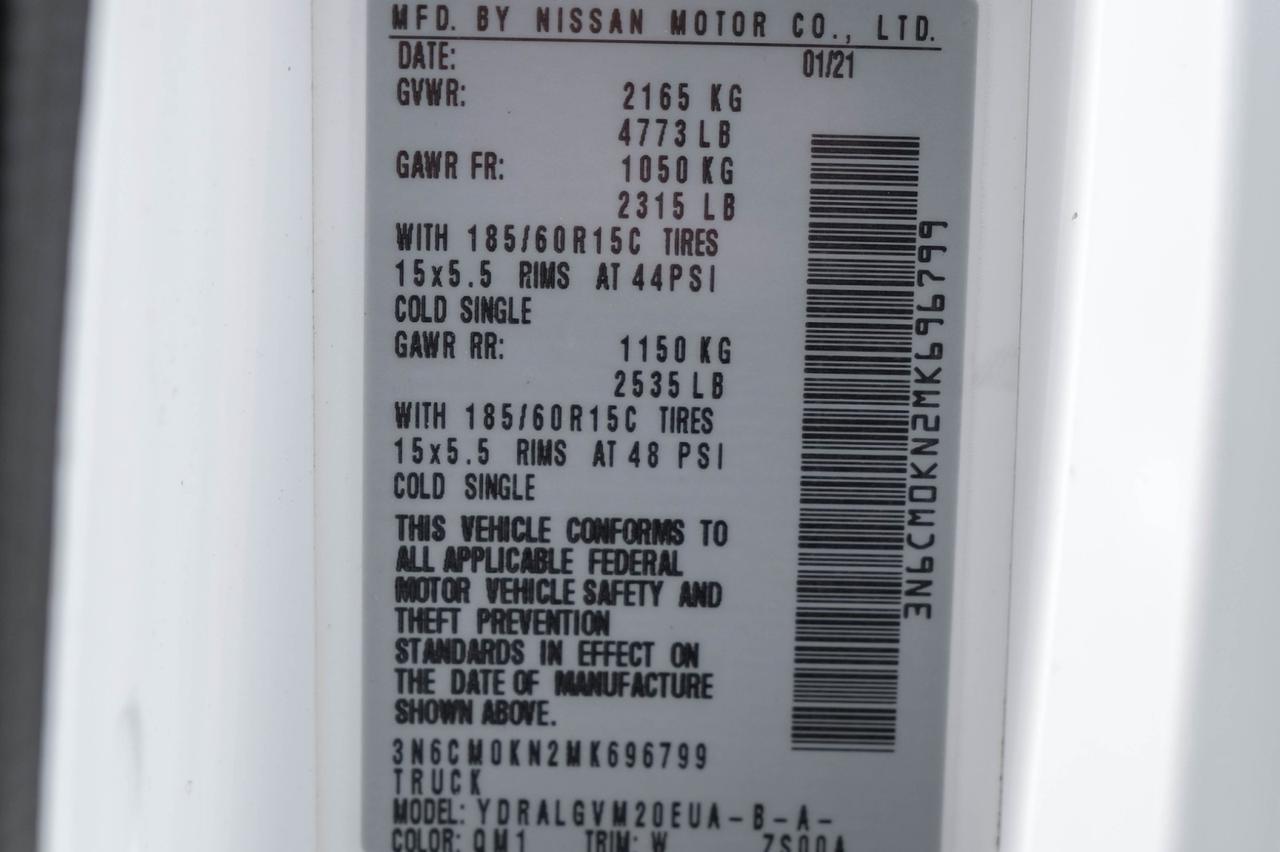 MFD. BY NISSAN MOTOR CO., LTD.
DATE: 01/21
GVWR: 2165 KG
4773 LB
GAWR FR: 1050 KG
2315 LB
WITH 185/60R15C TIRES
15x5.5 RIMS AT 44PSI
COLD SINGLE
GAWR RR: 1150 KG
2535 LB
WITH 185/60R15C TIRES
15x5.5 RIMS AT 48 PSI
COLD SINGLE
THIS VEHICLE CONFORMS TO
ALL APPLICABLE FEDERAL
MOTOR VEHICLE SAFETY AND
THEFT PREVENTION
STANDARDS IN EFFECT ON
THE DATE OF MANUFACTURE
SHOWN ABOVE.
3N6CM0KN2MK696799
TRUCK
MODEL: YDRALGVM20EUA-B-A-
COLOR: QM1 TRIM: W ZS00A
3N6CM0KN2MK696799